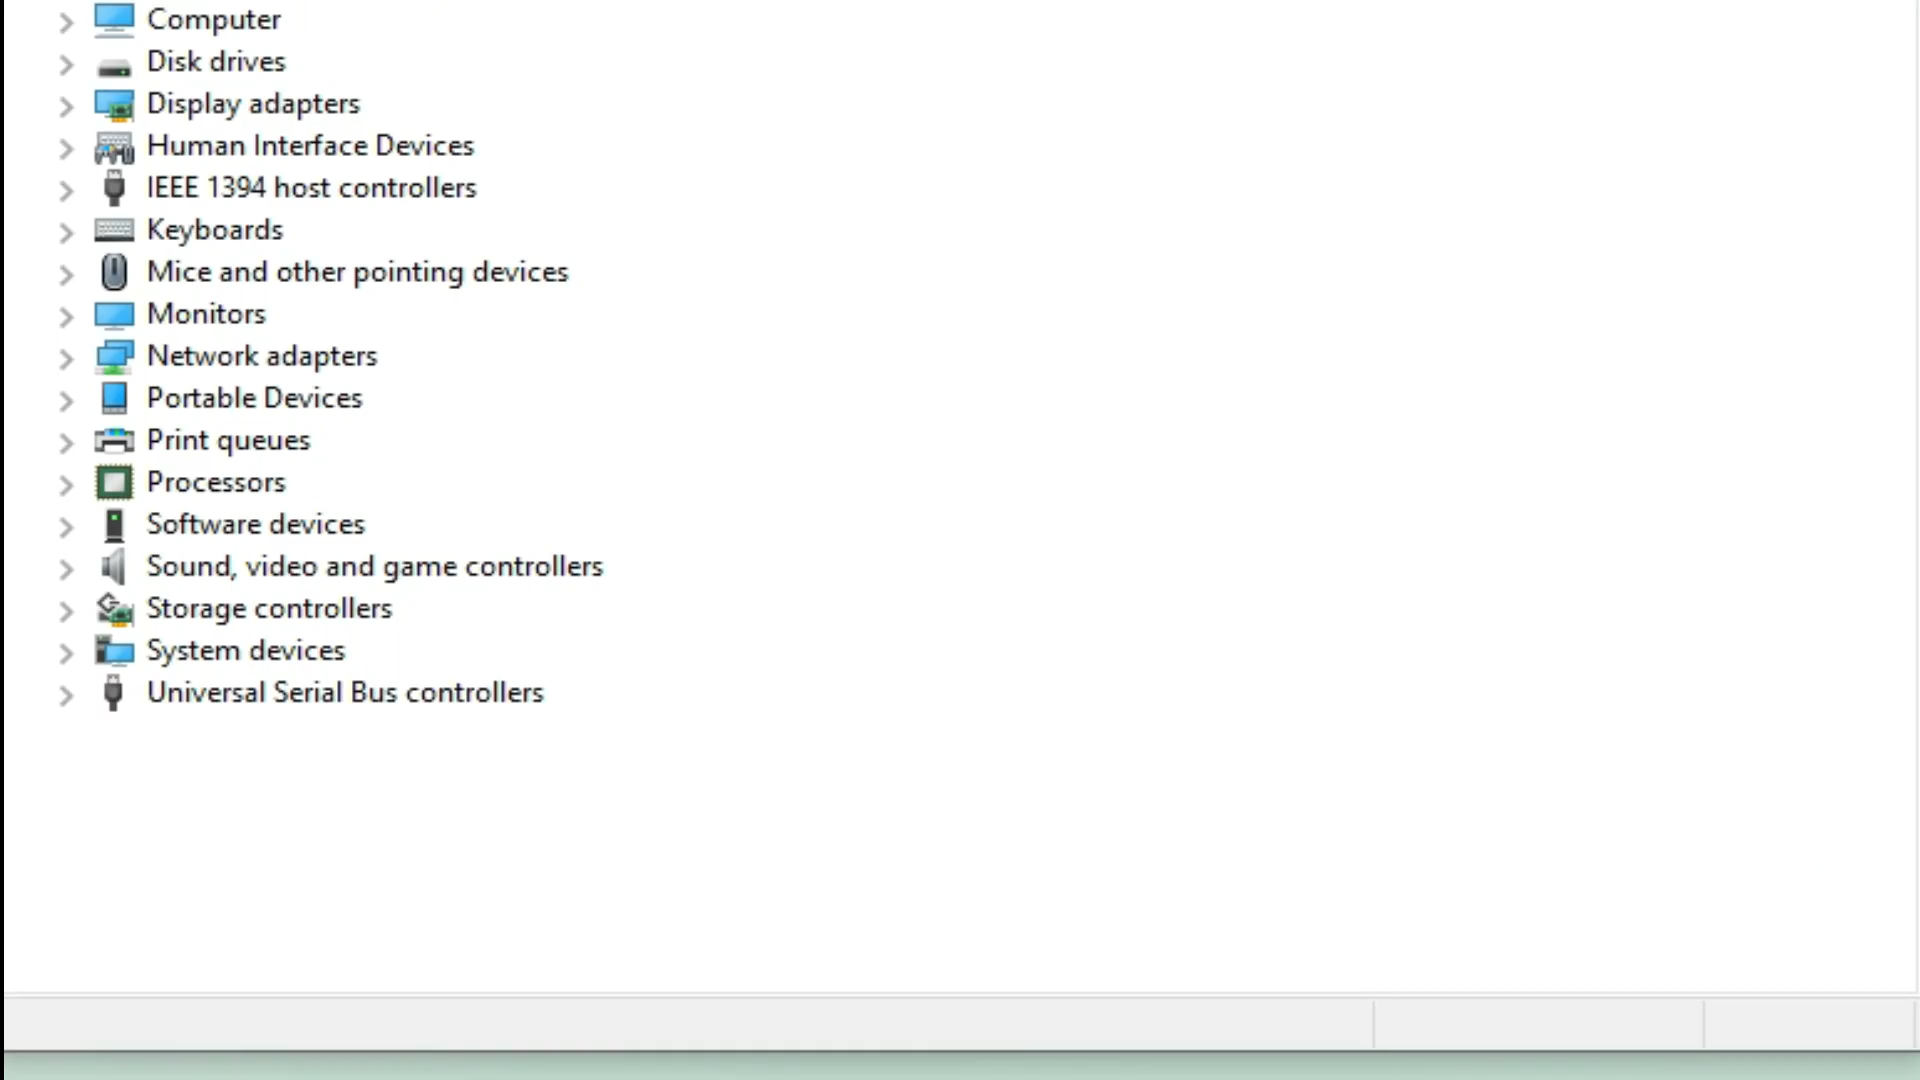 Computer
Disk drives
Display adapters
Human Interface Devices
IEEE 1394 host controllers
Keyboards
Mice and other pointing devices
Monitors
Network adapters
Portable Devices
Print queues
Processors
Software devices
Sound, video and game controllers
Storage controllers
System devices
Universal Serial Bus controllers